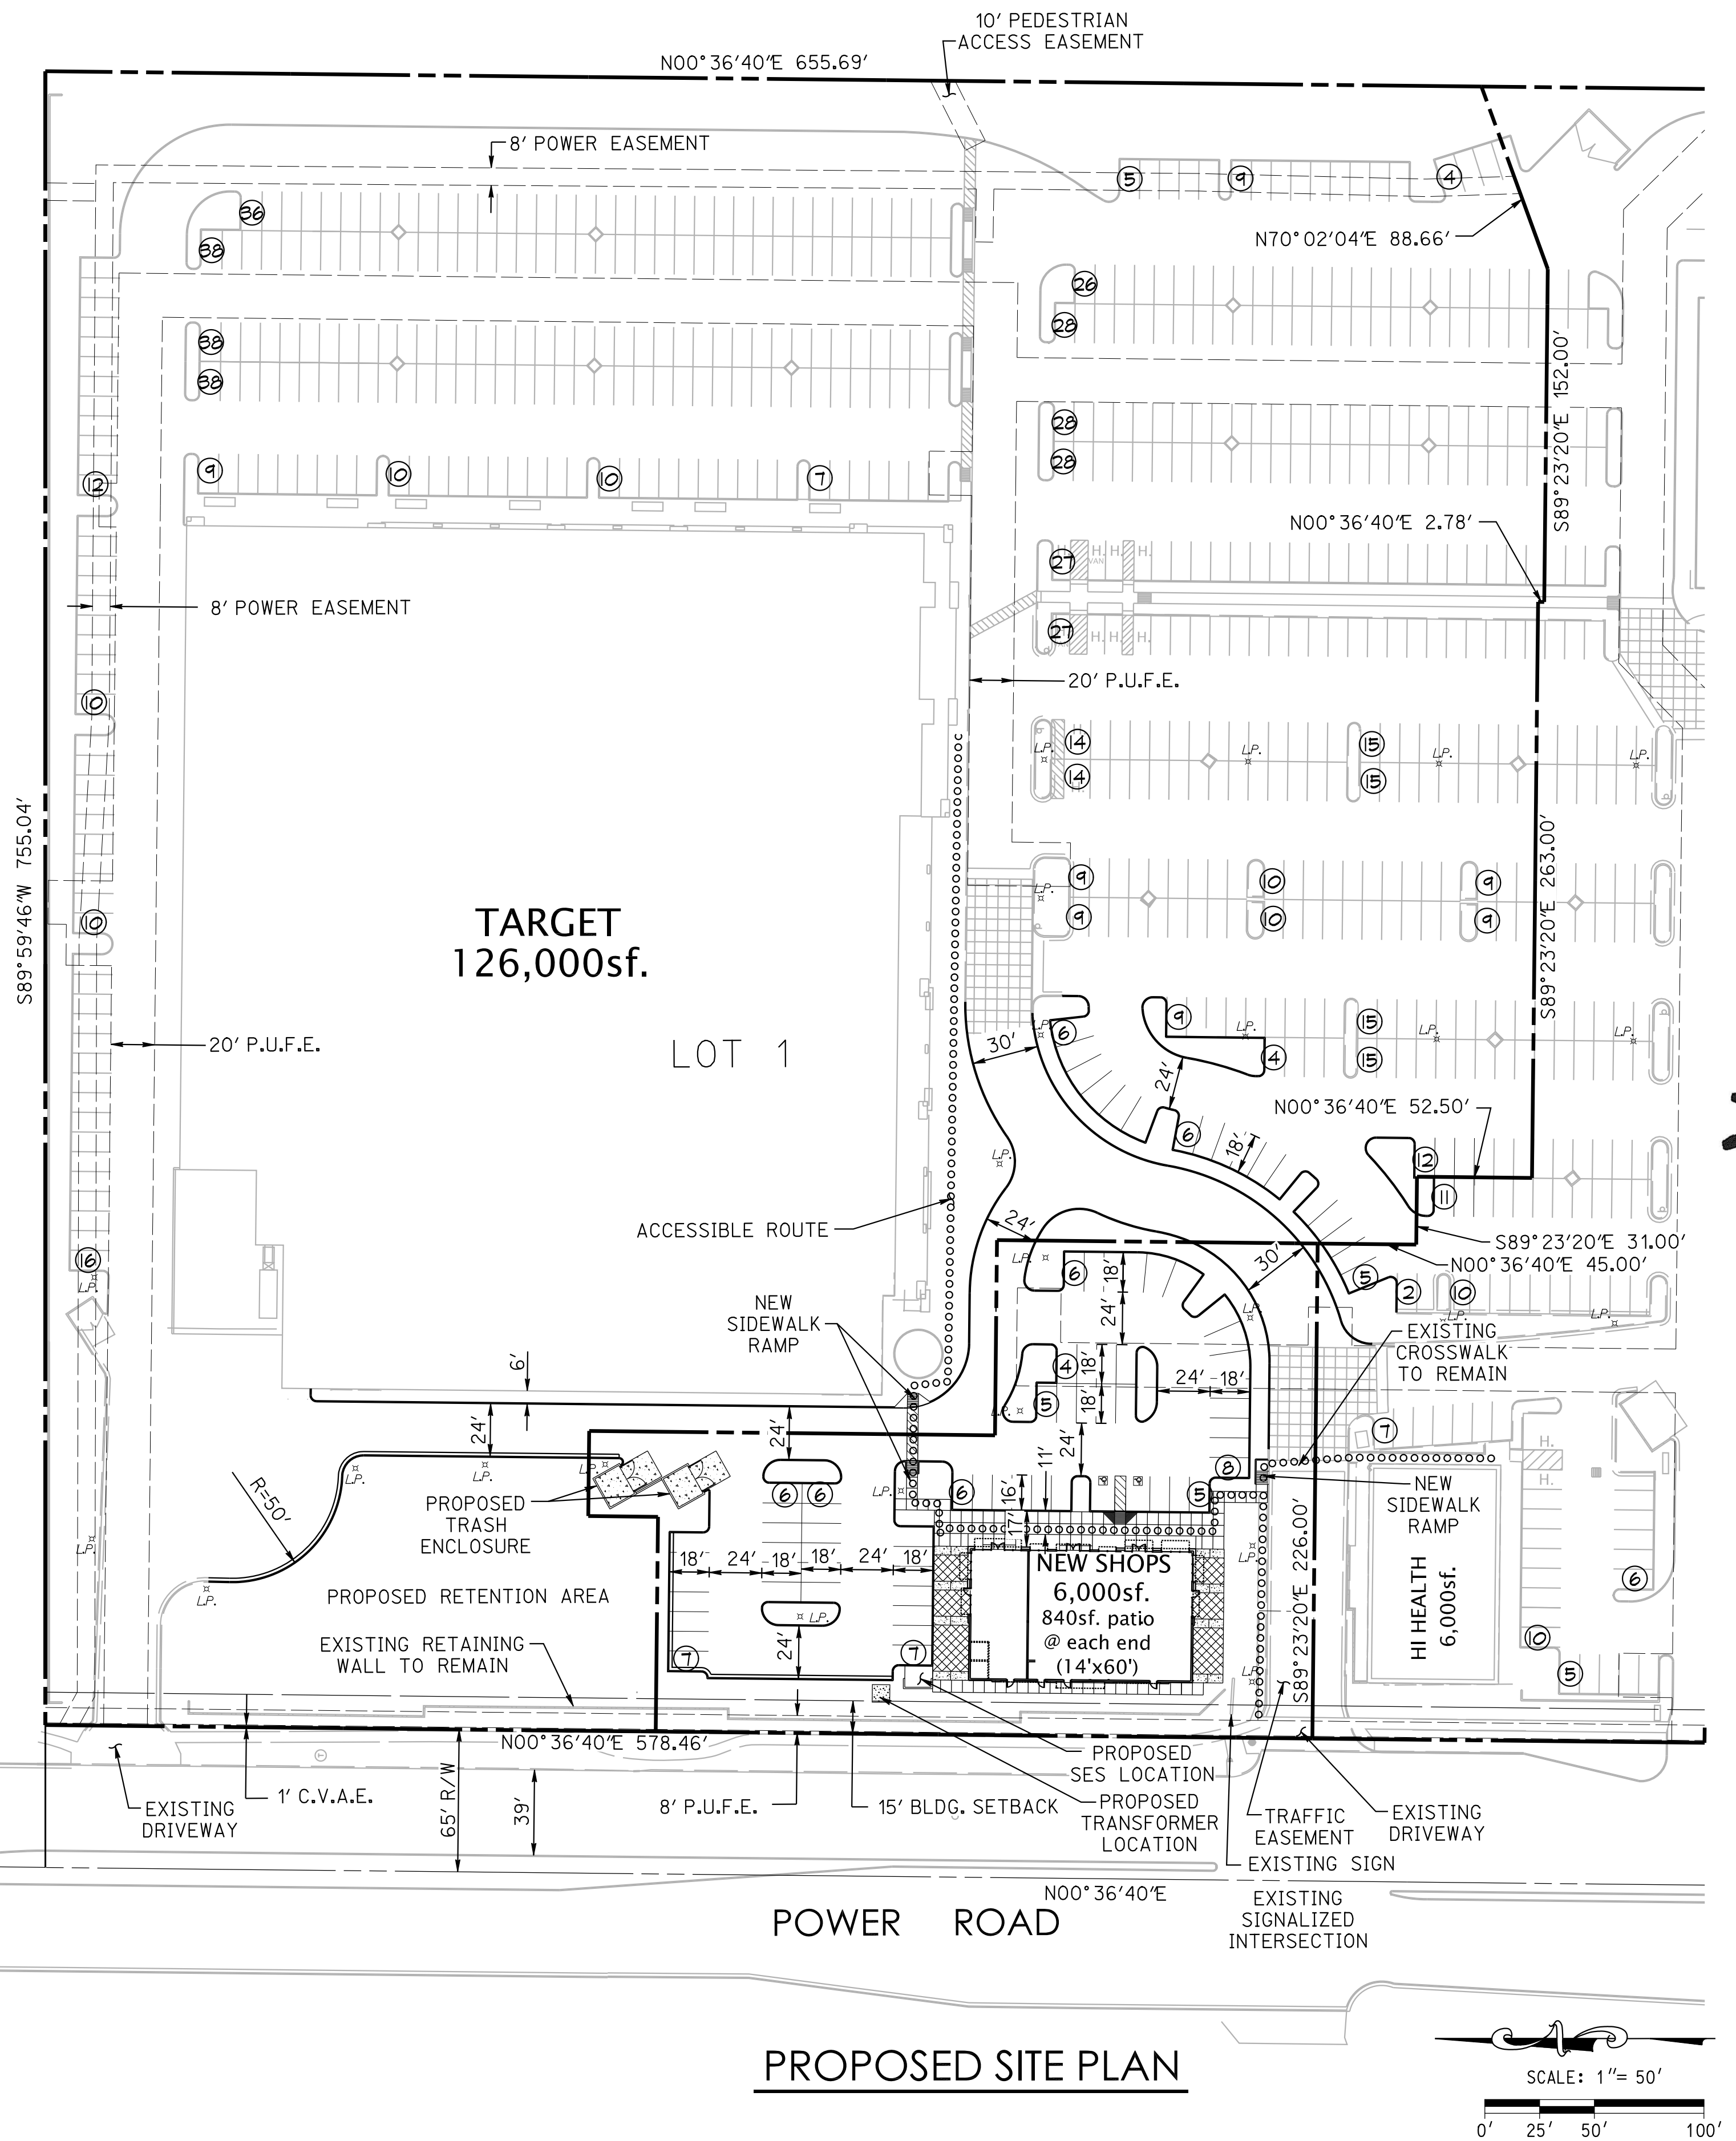 10' PEDESTRIAN
ACCESS EASEMENT
N00°36'40"E 655.69'
8' POWER EASEMENT
5
9
4
36
38
N70°02'04"E 88.66'
26
28
38
38
S89°23'20"E 152.00'
28
28
9
10
10
7
12
N00°36'40"E 2.78'
27
H.
H.
H.
VAN
8' POWER EASEMENT
27
H.
H.
H.
20' P.U.F.E.
10
14
14
15
15
L.P.
L.P.
L.P.
L.P.
S89°59'46"W 755.04'
S89°23'20"E 263.00'
9
9
10
10
9
9
L.P.
10
TARGET
126,000sf.
LOT 1
20' P.U.F.E.
30'
L.P.
6
9
4
L.P.
15
15
L.P.
L.P.
24'
N00°36'40"E 52.50'
6
18'
12
11
L.P.
ACCESSIBLE ROUTE
24'
S89°23'20"E 31.00'
N00°36'40"E 45.00'
16
L.P.
L.P.
6
18'
30'
5
2
10
24'
L.P.
L.P.
L.P.
NEW
SIDEWALK
RAMP
EXISTING
CROSSWALK
TO REMAIN
6'
4
5
18'
18'
24'
18'
L.P.
24'
24'
24'
11'
7
H.
H.
R=50'
L.P.
L.P.
L.P.
L.P.
6
6
6
16'
17'
5
8
PROPOSED
TRASH
ENCLOSURE
NEW
SIDEWALK
RAMP
L.P.
18'
24'
18'
18'
24'
18'
NEW SHOPS
6,000sf.
840sf. patio
@ each end
(14'x60')
L.P.
HI HEALTH
6,000sf.
6
L.P.
PROPOSED RETENTION AREA
L.P.
24'
EXISTING RETAINING
WALL TO REMAIN
7
7
L.P.
S89°23'20"E 226.00'
10
5
N00°36'40"E 578.46'
T
EXISTING
DRIVEWAY
1' C.V.A.E.
65' R/W
39'
8' P.U.F.E.
15' BLDG. SETBACK
PROPOSED
SES LOCATION
PROPOSED
TRANSFORMER
LOCATION
TRAFFIC
EASEMENT
EXISTING
DRIVEWAY
EXISTING SIGN
N00°36'40"E
EXISTING
SIGNALIZED
INTERSECTION
POWER ROAD
PROPOSED SITE PLAN
SCALE: 1"= 50'
0' 25' 50' 100'